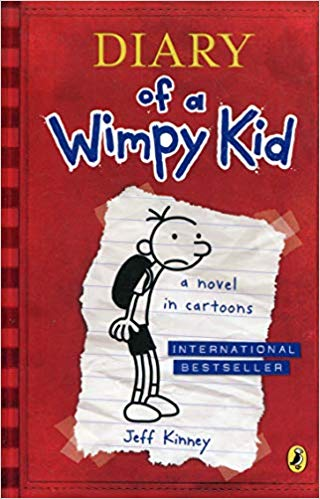 DIARY
of a
Wimpy Kid
a novel
in cartoons
INTERNATIONAL
BESTSELLER
Jeff Kinney